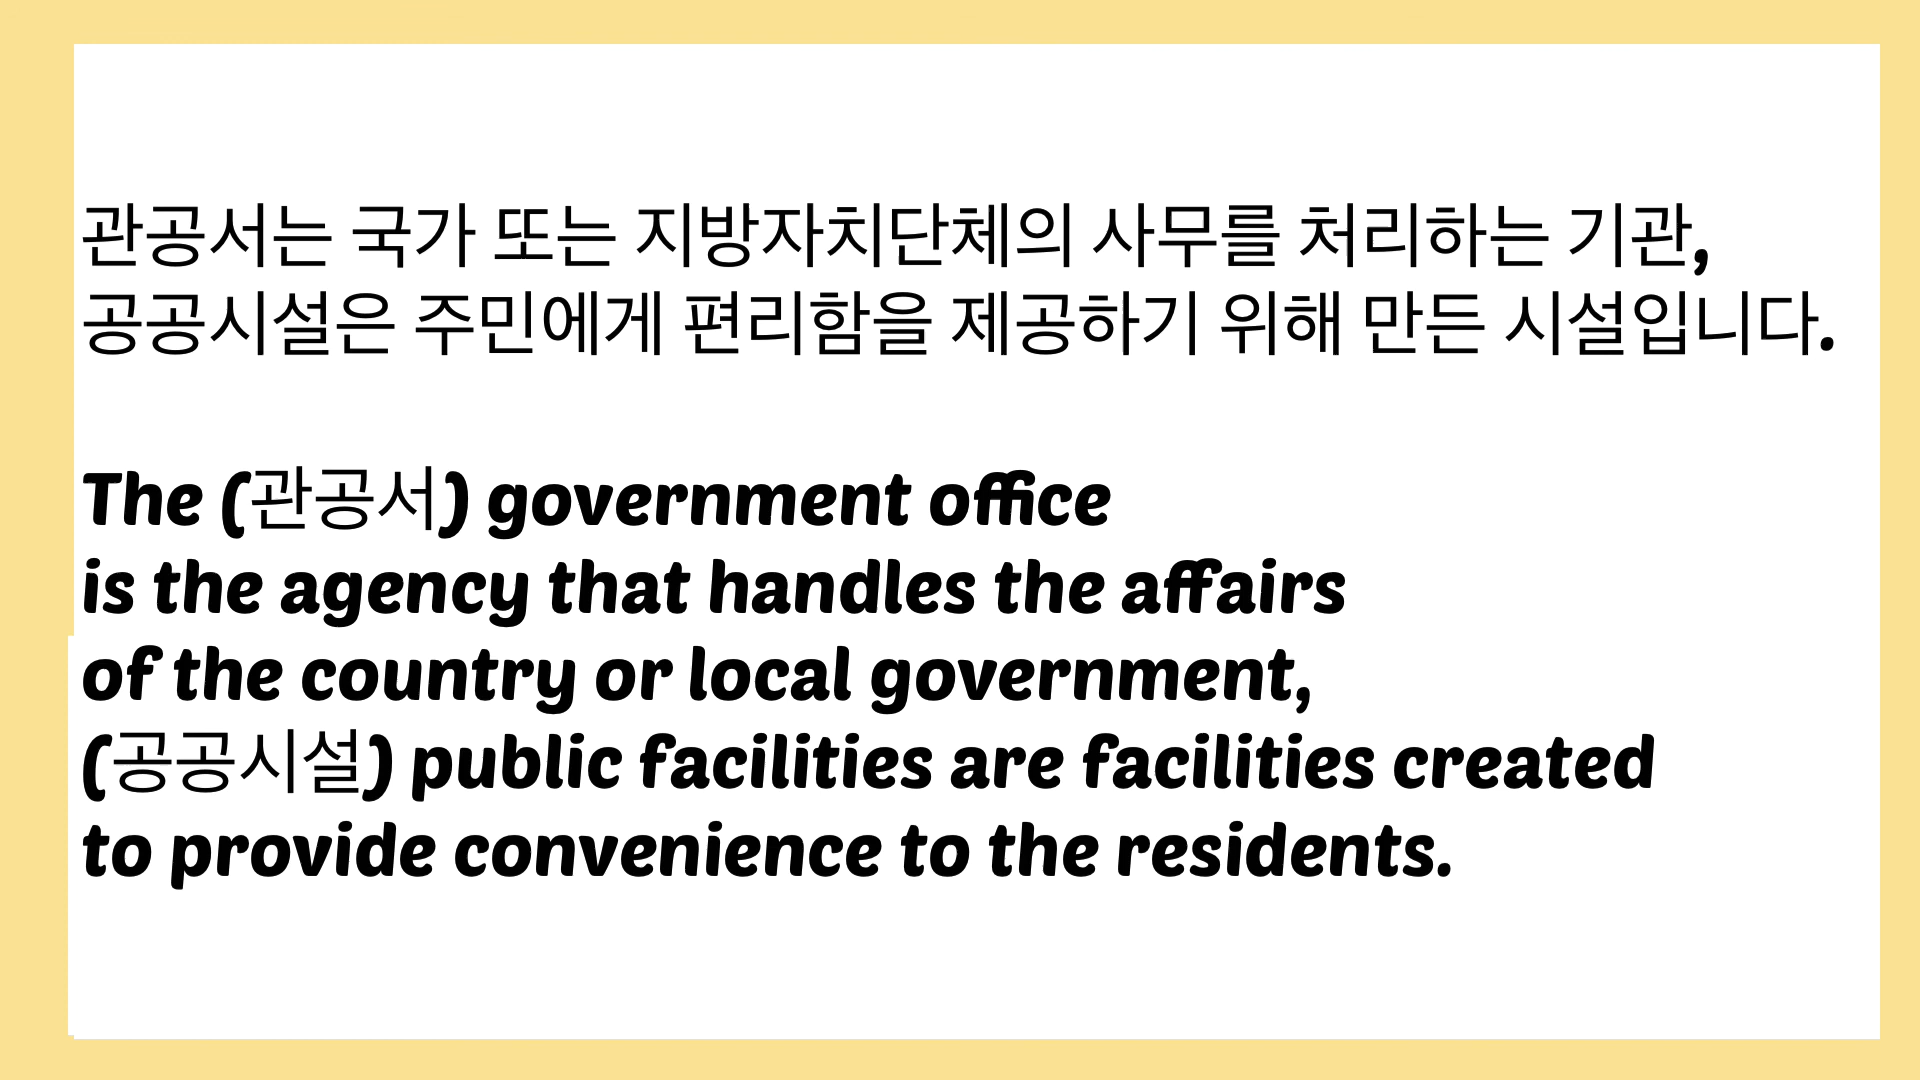 관공서는 국가 또는 지방자치단체의 사무를 처리하는 기관,
공공시설은 주민에게 편리함을 제공하기 위해 만든 시설입니다.
The (관공서) government office
is the agency that handles the affairs
of the country or local government,
(공공시설) public facilities are facilities created
to provide convenience to the residents.